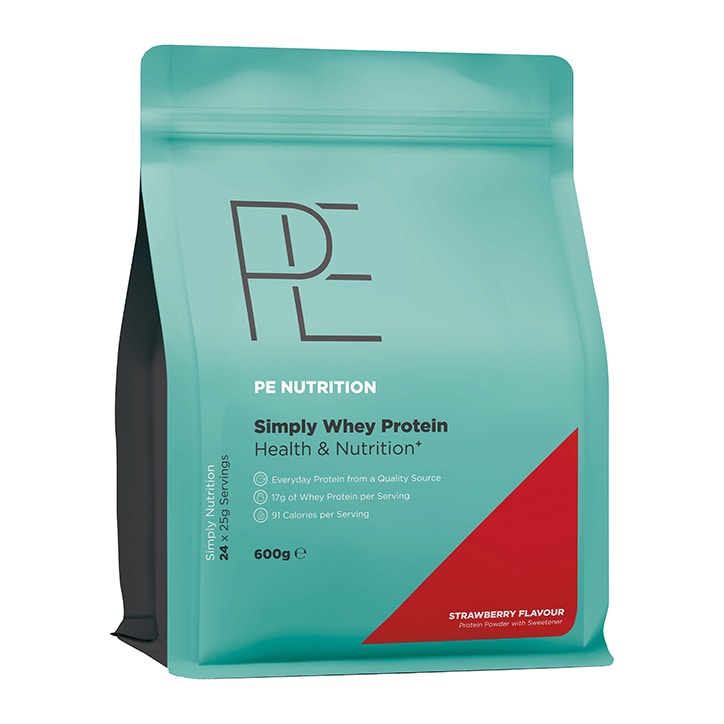 PE
PE NUTRITION
Simply Whey Protein
Health & Nutrition⁺
Everyday Protein from a Quality Source
17g of Whey Protein per Serving
91 Calories per Serving
600g ℮
Simply Nutrition
24 x 25g Servings
STRAWBERRY FLAVOUR
Protein Powder with Sweetener